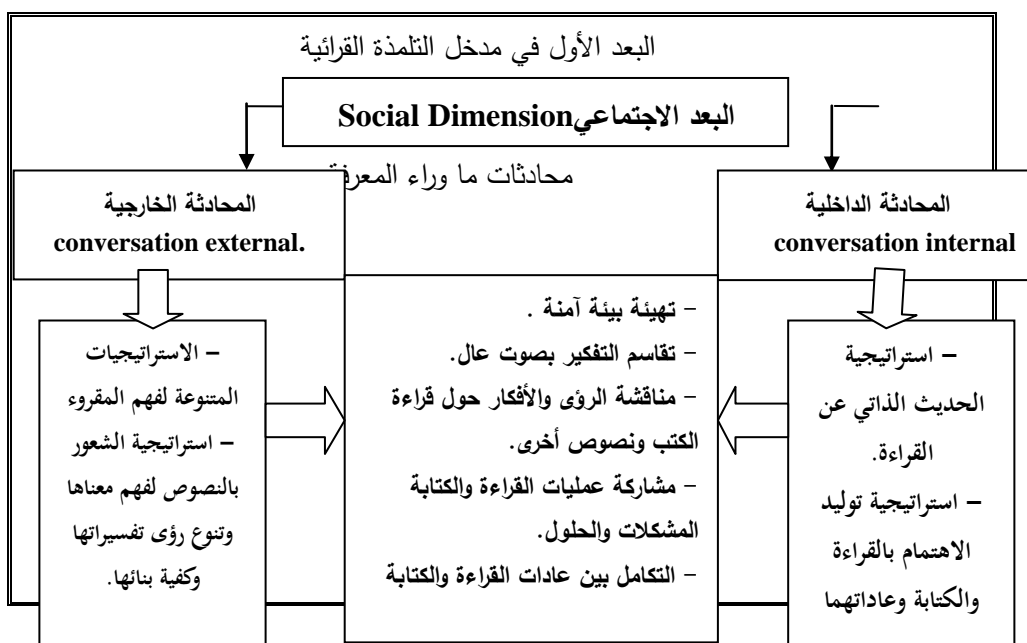 البعد الأول في مدخل التلمذة القرائية
البعد الاجتماعيSocial Dimension
محادثات ما وراء المعرفة
المحادثة الداخلية
conversation internal
المحادثة الخارجية
conversation external.
– استراتيجية
الحديث الذاتي عن
القراءة.
– استراتيجية توليد
الاهتمام بالقراءة
والكتابة وعاداتهما
– تهيئة بيئة آمنة .
– تقاسم التفكير بصوت عال.
– مناقشة الرؤى والأفكار حول قراءة
الكتب ونصوص أخرى.
– مشاركة عمليات القراءة والكتابة
المشكلات والحلول.
– التكامل بين عادات القراءة والكتابة
– الاستراتيجيات
المتنوعة لفهم المقروء
– استراتيجية الشعور
بالنصوص لفهم معناها
وتنوع رؤى تفسيراتها
وكفية بنائها.